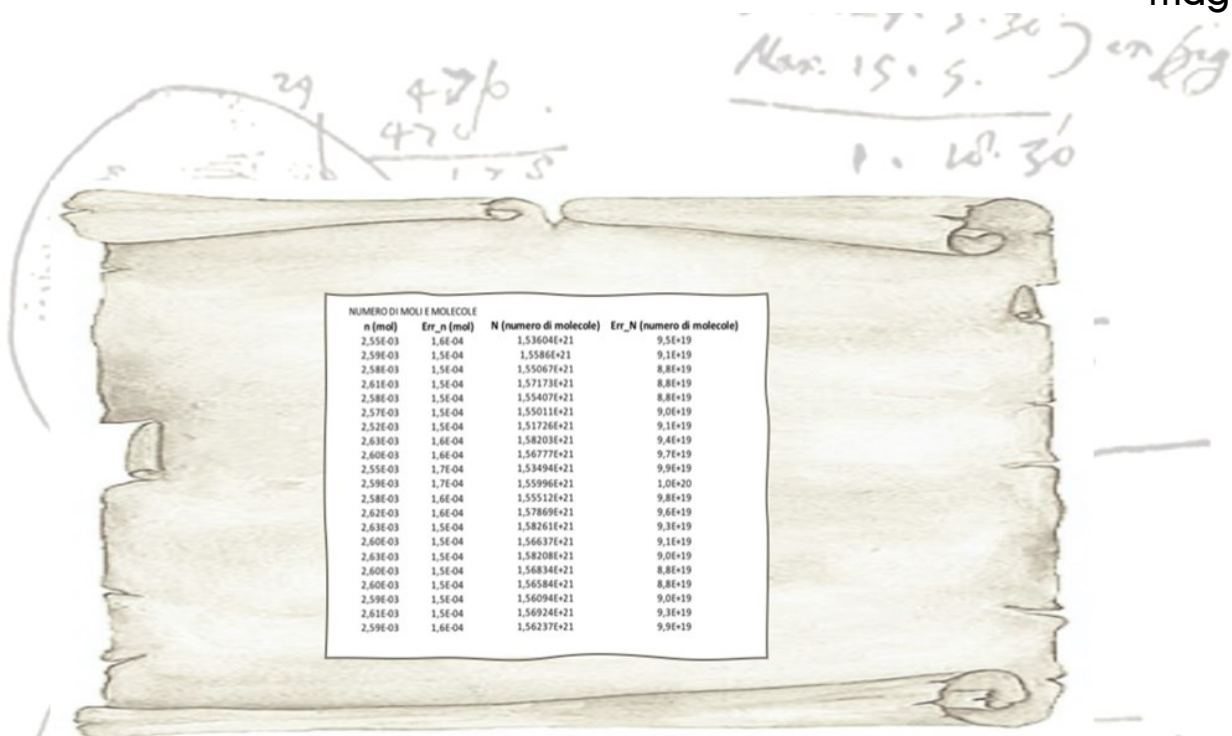 29 476
Max. 15. 5.
NUMERO DI MOLI E MOLECOLE
n (mol) Err_n (mol) N (numero di molecole) Err_N (numero di molecole)
2,55E-03 1,6E-04 1,53604E+21 9,5E+19
2,59E-03 1,5E-04 1,5586E+21 9,1E+19
2,58E-03 1,5E-04 1,55067E+21 8,8E+19
2,61E-03 1,5E-04 1,57173E+21 8,8E+19
2,58E-03 1,5E-04 1,55407E+21 8,8E+19
2,57E-03 1,5E-04 1,55011E+21 9,0E+19
2,52E-03 1,5E-04 1,51726E+21 9,1E+19
2,63E-03 1,6E-04 1,58203E+21 9,4E+19
2,60E-03 1,6E-04 1,56777E+21 9,7E+19
2,55E-03 1,7E-04 1,53494E+21 9,9E+19
2,59E-03 1,7E-04 1,55996E+21 1,0E+20
2,58E-03 1,6E-04 1,55512E+21 9,8E+19
2,62E-03 1,6E-04 1,57869E+21 9,6E+19
2,63E-03 1,5E-04 1,58261E+21 9,3E+19
2,60E-03 1,5E-04 1,56637E+21 9,1E+19
2,63E-03 1,5E-04 1,58208E+21 9,0E+19
2,60E-03 1,5E-04 1,56834E+21 8,8E+19
2,60E-03 1,5E-04 1,56584E+21 8,8E+19
2,59E-03 1,5E-04 1,56094E+21 9,0E+19
2,61E-03 1,5E-04 1,56924E+21 9,3E+19
2,59E-03 1,6E-04 1,56237E+21 9,9E+19